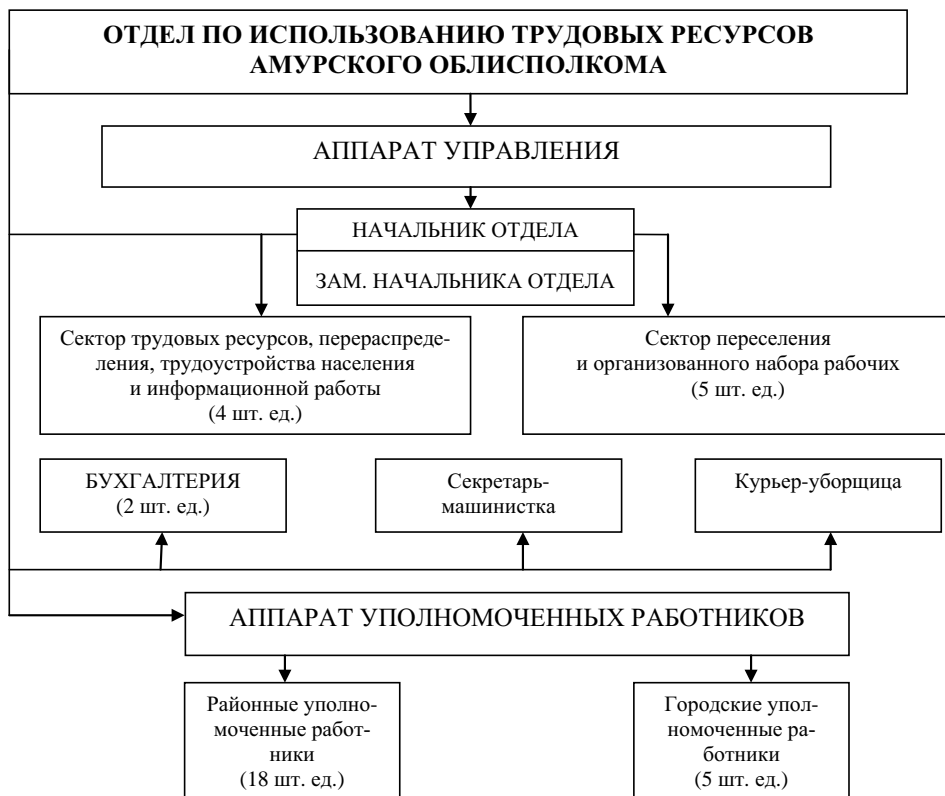 ОТДЕЛ ПО ИСПОЛЬЗОВАНИЮ ТРУДОВЫХ РЕСУРСОВ
АМУРСКОГО ОБЛИСПОЛКОМА
АППАРАТ УПРАВЛЕНИЯ
НАЧАЛЬНИК ОТДЕЛА
ЗАМ. НАЧАЛЬНИКА ОТДЕЛА
Сектор трудовых ресурсов, перераспреде-
ления, трудоустройства населения
и информационной работы
(4 шт. ед.)
Сектор переселения
и организованного набора рабочих
(5 шт. ед.)
БУХГАЛТЕРИЯ
(2 шт. ед.)
Секретарь-
машинистка
Курьер-уборщица
АППАРАТ УПОЛНОМОЧЕННЫХ РАБОТНИКОВ
Районные уполно-
моченные работ-
ники
(18 шт. ед.)
Городские упол-
номоченные ра-
ботники
(5 шт. ед.)